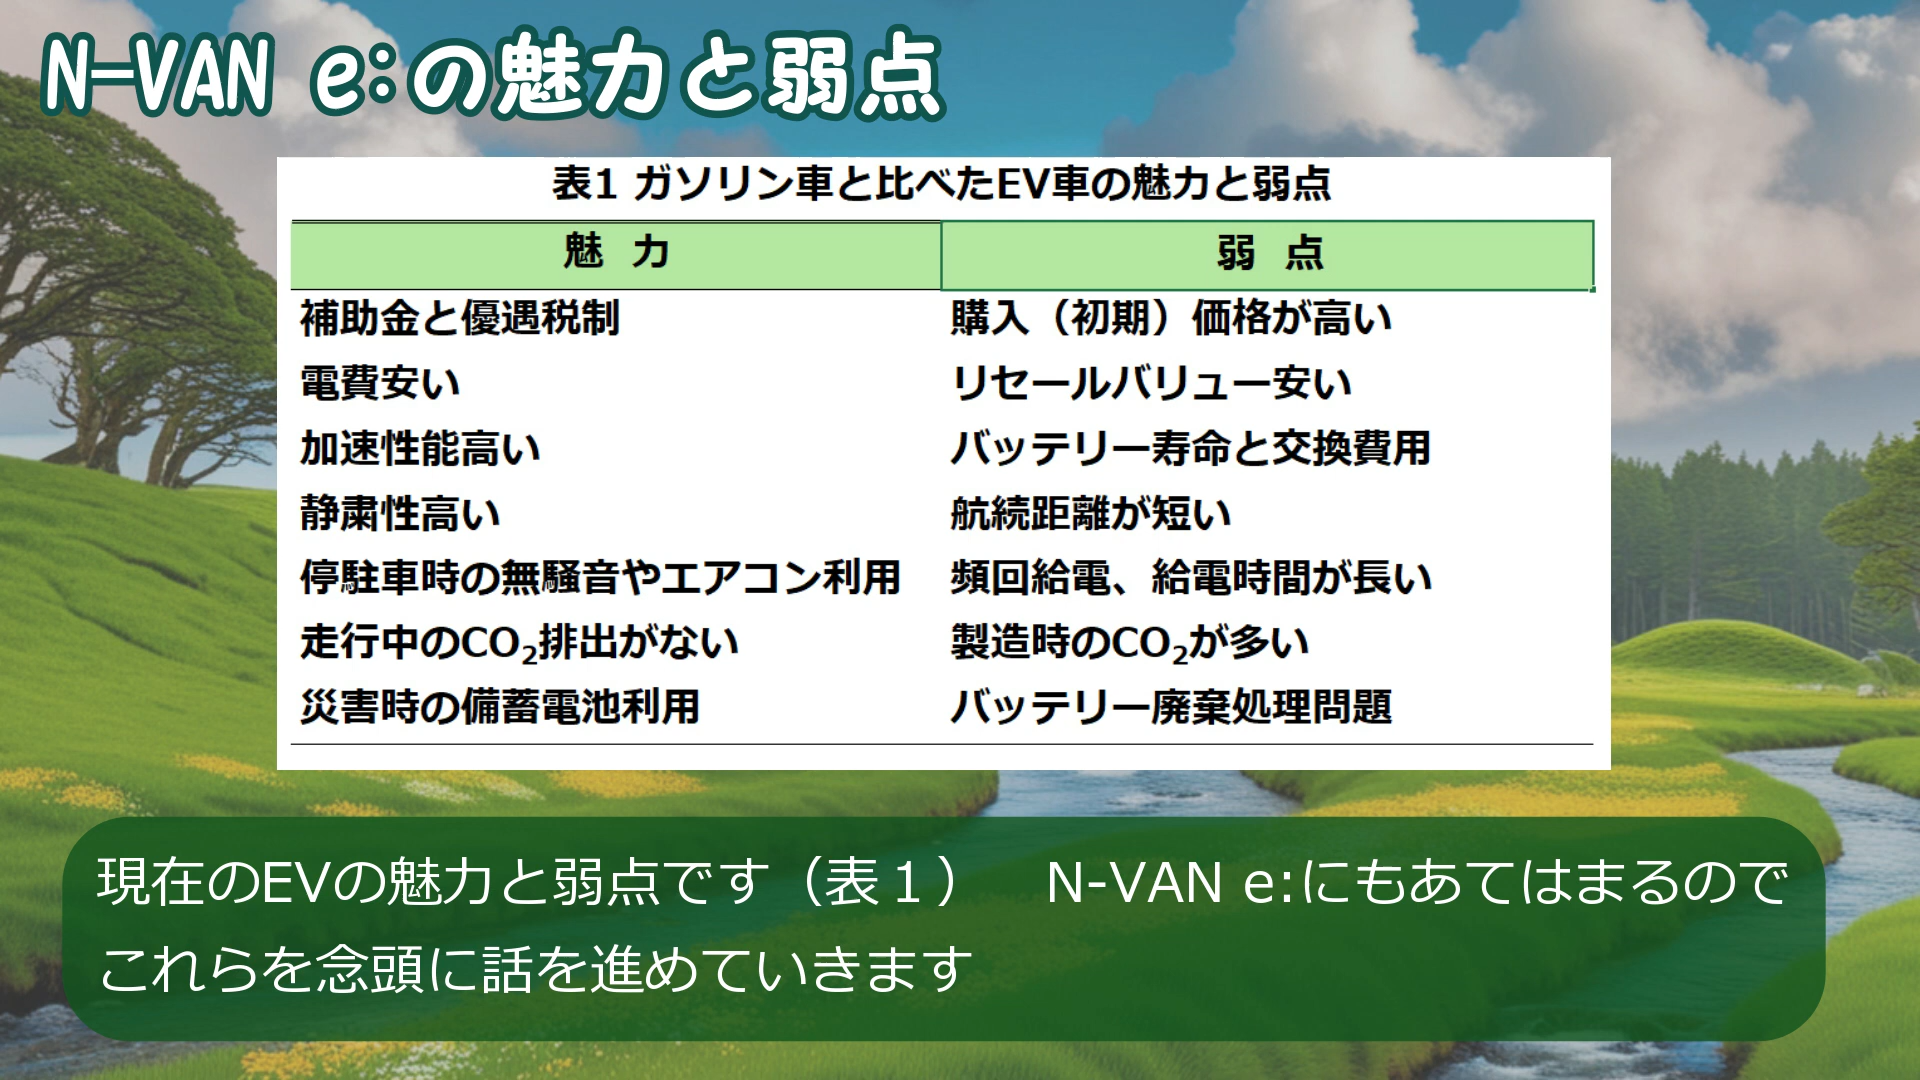 N-VAN e:の魅力と弱点
表1 ガソリン車と比べたEV車の魅力と弱点
魅 力 弱 点
補助金と優遇税制 購入（初期）価格が高い
電費安い リセールバリュー安い
加速性能高い バッテリー寿命と交換費用
静粛性高い 航続距離が短い
停駐車時の無騒音やエアコン利用 頻回給電、給電時間が長い
走行中のCO₂排出がない 製造時のCO₂が多い
災害時の備蓄電池利用 バッテリー廃棄処理問題
現在のEVの魅力と弱点です（表１） N-VAN e:にもあてはまるので
これらを念頭に話を進めていきます